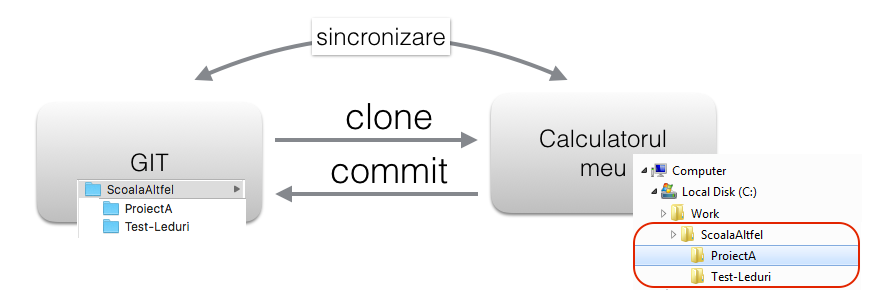 sincronizare
clone
commit
GIT
ScoalaAltfel
ProiectA
Test-Leduri
Calculatorul
meu
Computer
Local Disk (C:)
Work
ScoalaAltfel
ProiectA
Test-Leduri